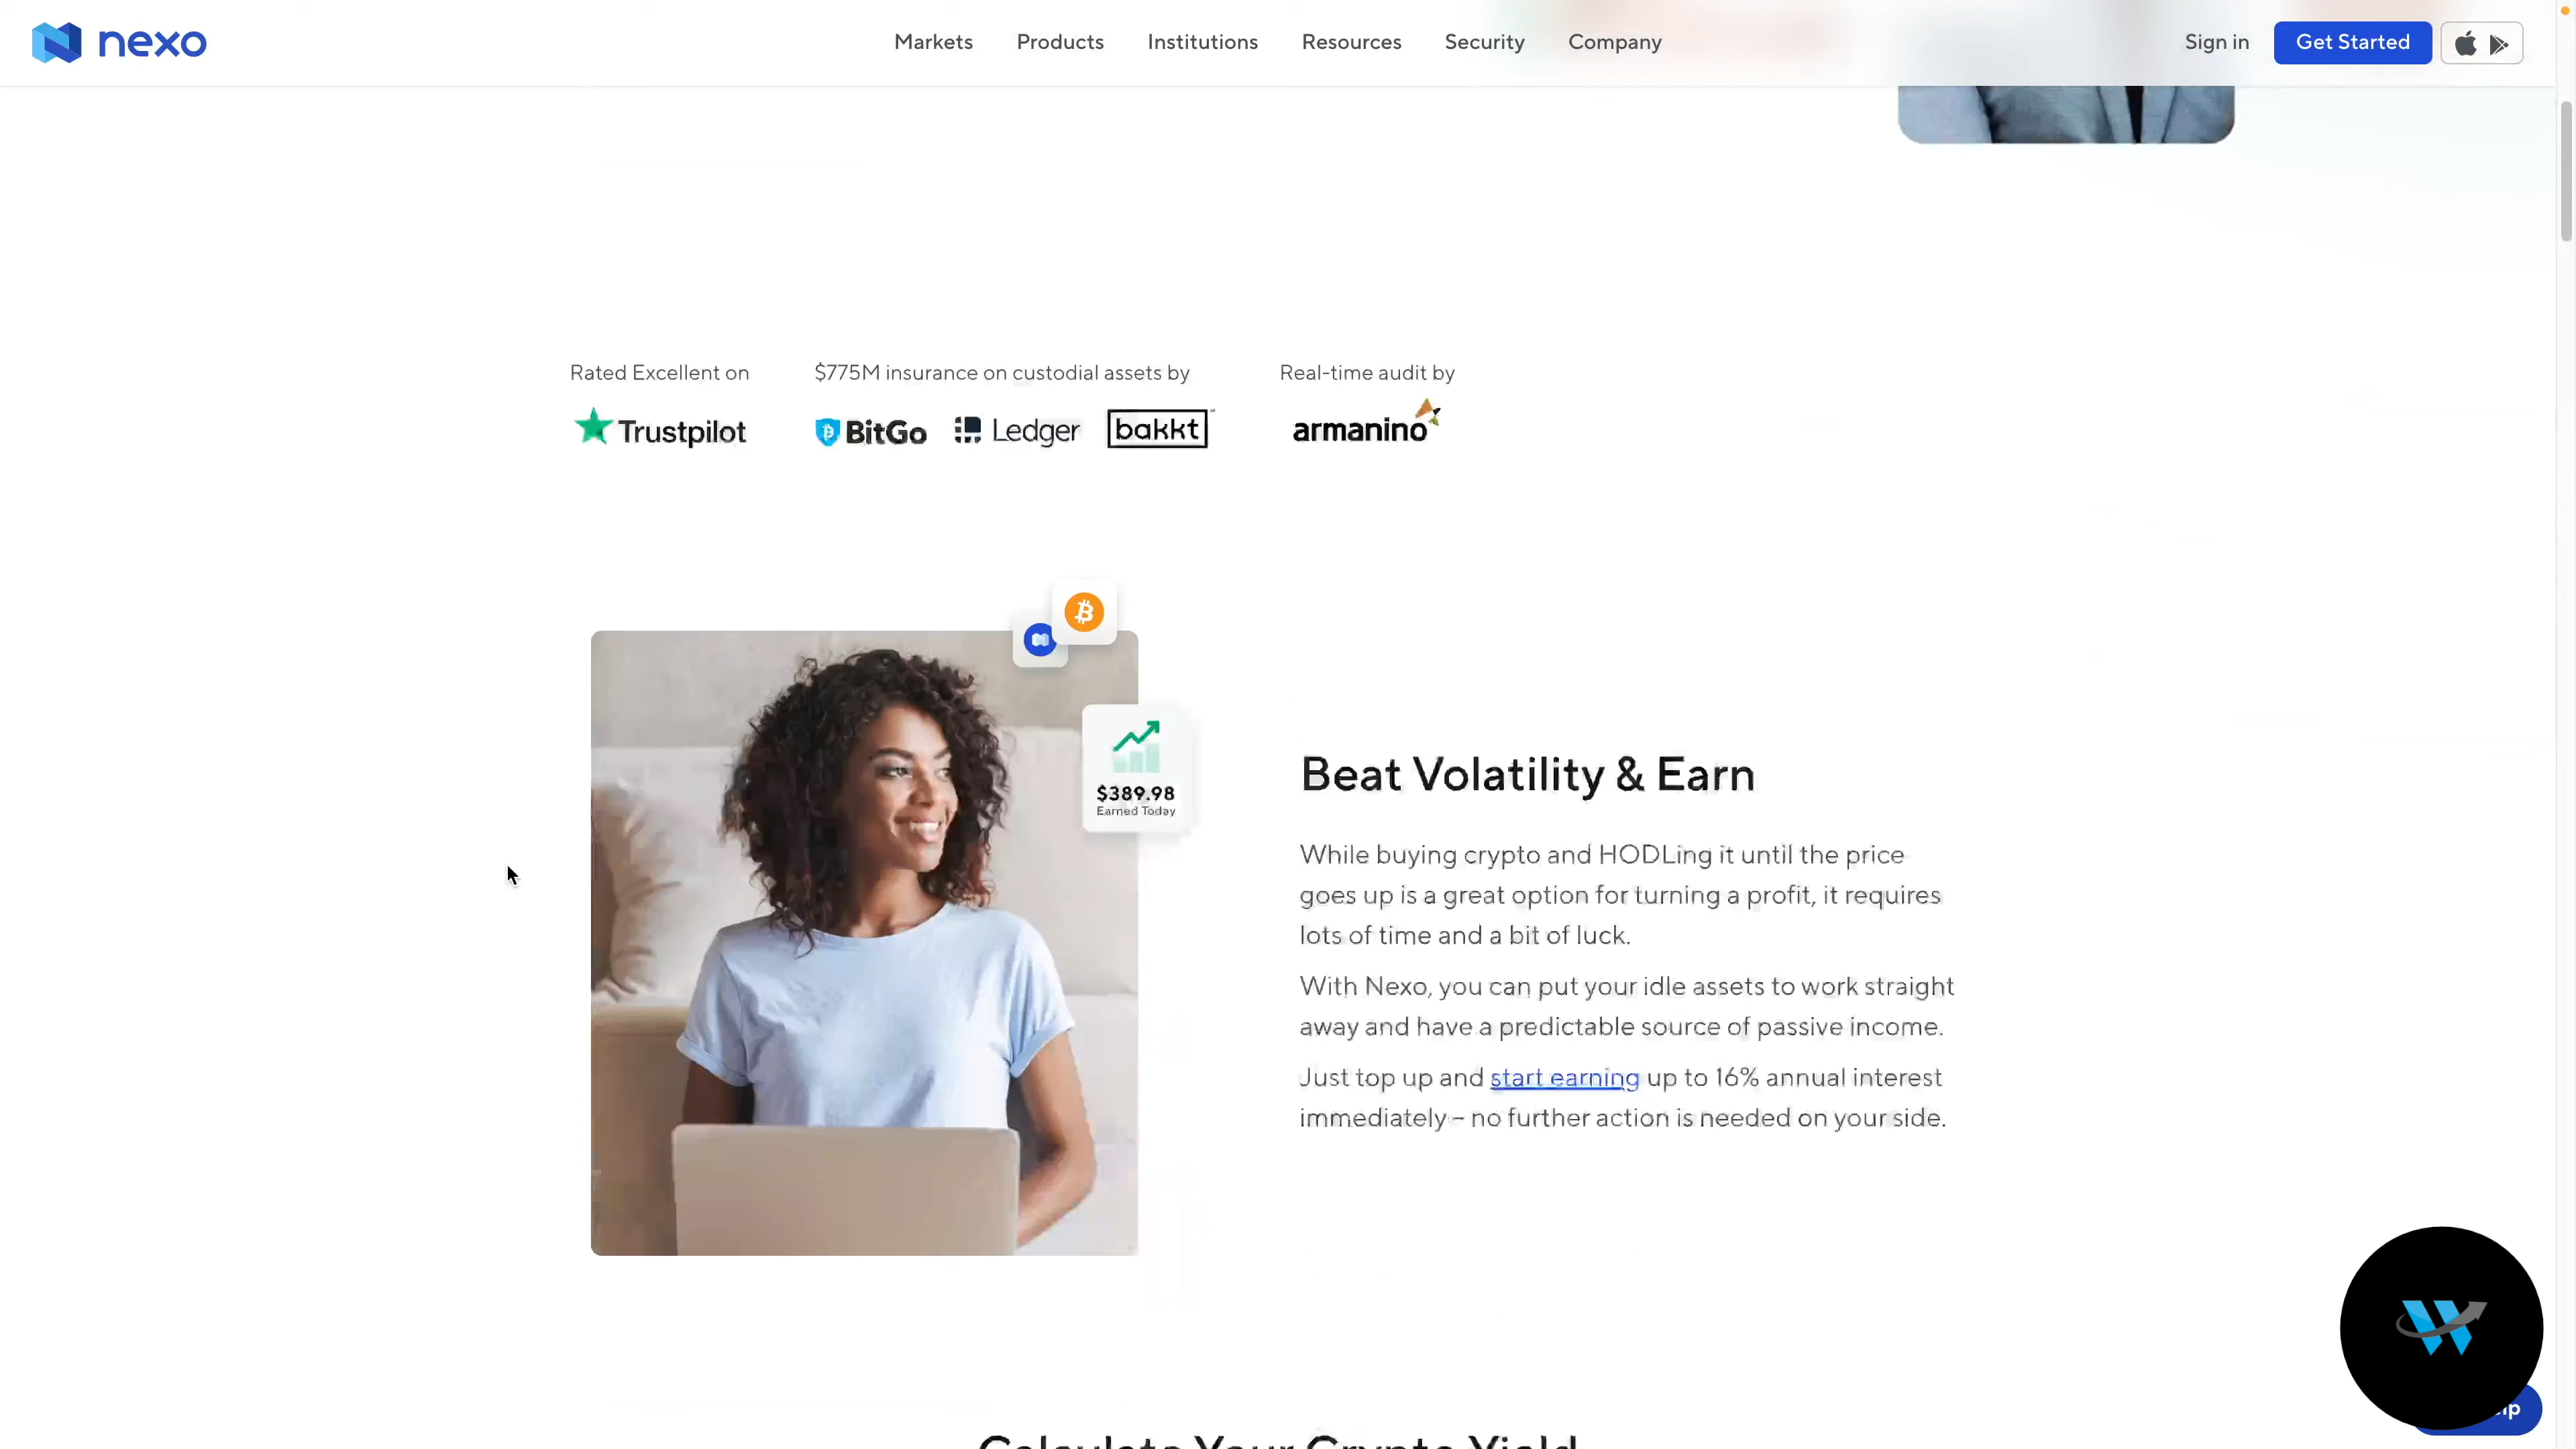 nexo
Markets Products Institutions Resources Security Company
Sign in Get Started
Rated Excellent on
Trustpilot
$775M insurance on custodial assets by
BitGo Ledger bakkt
Real-time audit by
armanino
$389.98
Earned Today
Beat Volatility & Earn
While buying crypto and HODLing it until the price
goes up is a great option for turning a profit, it requires
lots of time and a bit of luck.
With Nexo, you can put your idle assets to work straight
away and have a predictable source of passive income.
Just top up and start earning up to 16% annual interest
immediately – no further action is needed on your side.
Calculate Your Crypto Yield